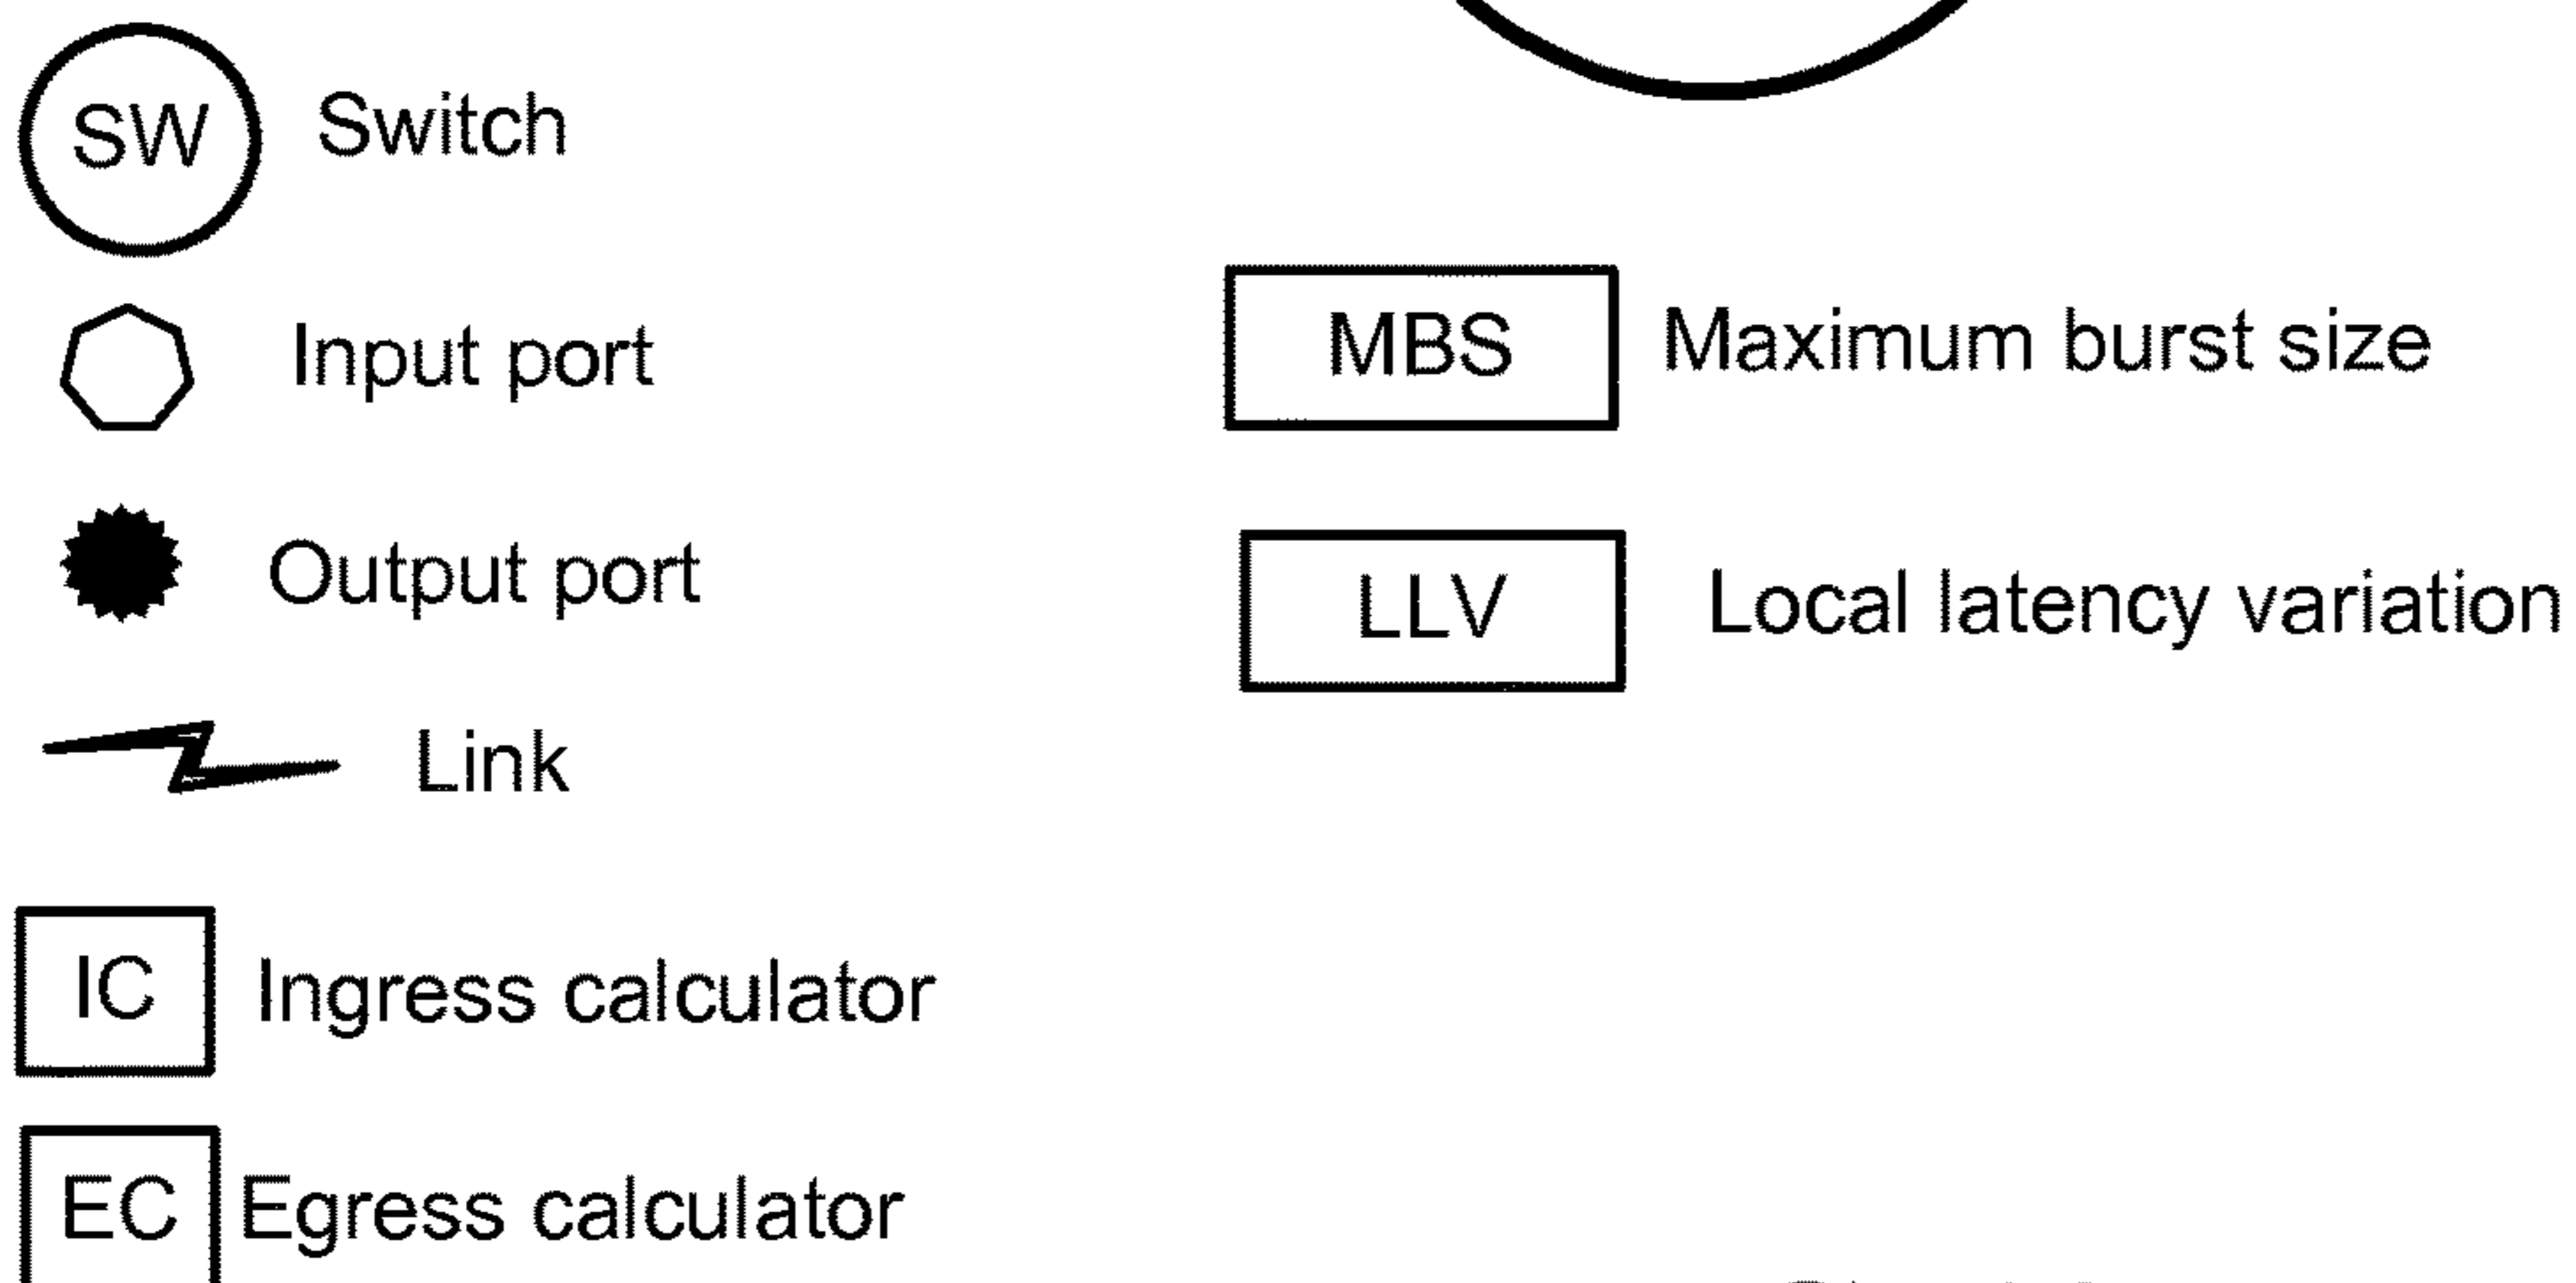 SW Switch
Input port
Output port
Link
IC Ingress calculator
EC Egress calculator
MBS Maximum burst size
LLV Local latency variation